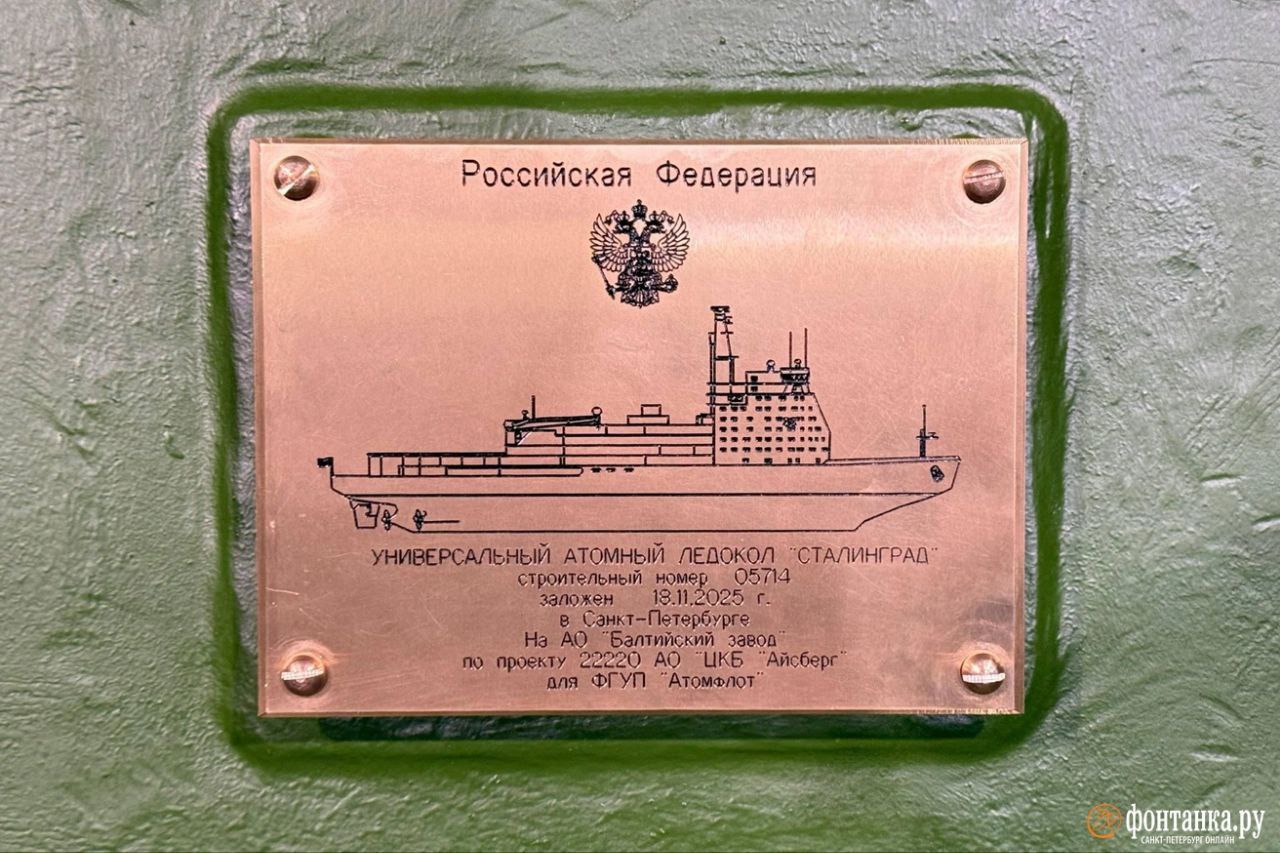 Российская Федерация
УНИВЕРСАЛЬНЫЙ АТОМНЫЙ ЛЕДОКОЛ "СТАЛИНГРАД"
строительный номер 05714
заложен 18.11.2025 г.
в Санкт-Петербурге
На АО "Балтийский завод"
по проекту 22220 АО "ЦКБ "Айсберг"
для ФГУП "Атомфлот"
фонтанка.ру
САНКТ-ПЕТЕРБУРГ ОНЛАЙН